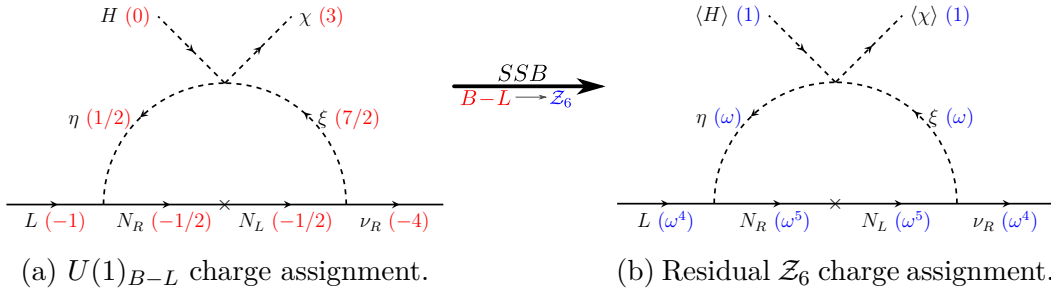 H (0) χ (3)
η (1/2) ξ (7/2)
L (−1) N_R (−1/2) N_L (−1/2) ν_R (−4)
(a) U(1)_{B−L} charge assignment.
SSB
B−L ⟶ Z₆
⟨H⟩ (1) ⟨χ⟩ (1)
η (ω) ξ (ω)
L (ω⁴) N_R (ω⁵) N_L (ω⁵) ν_R (ω⁴)
(b) Residual Z₆ charge assignment.